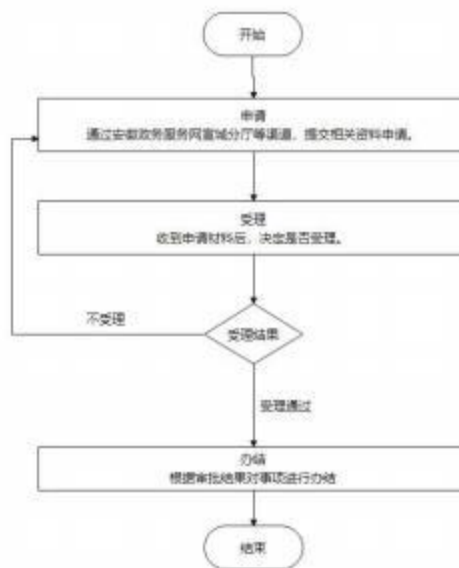 开始
申请
通过安徽政务服务网宣城分厅等渠道，提交相关资料申请。
受理
收到申请材料后，决定是否受理。
不受理
受理结果
受理通过
办结
根据审批结果对事项进行办结
结束